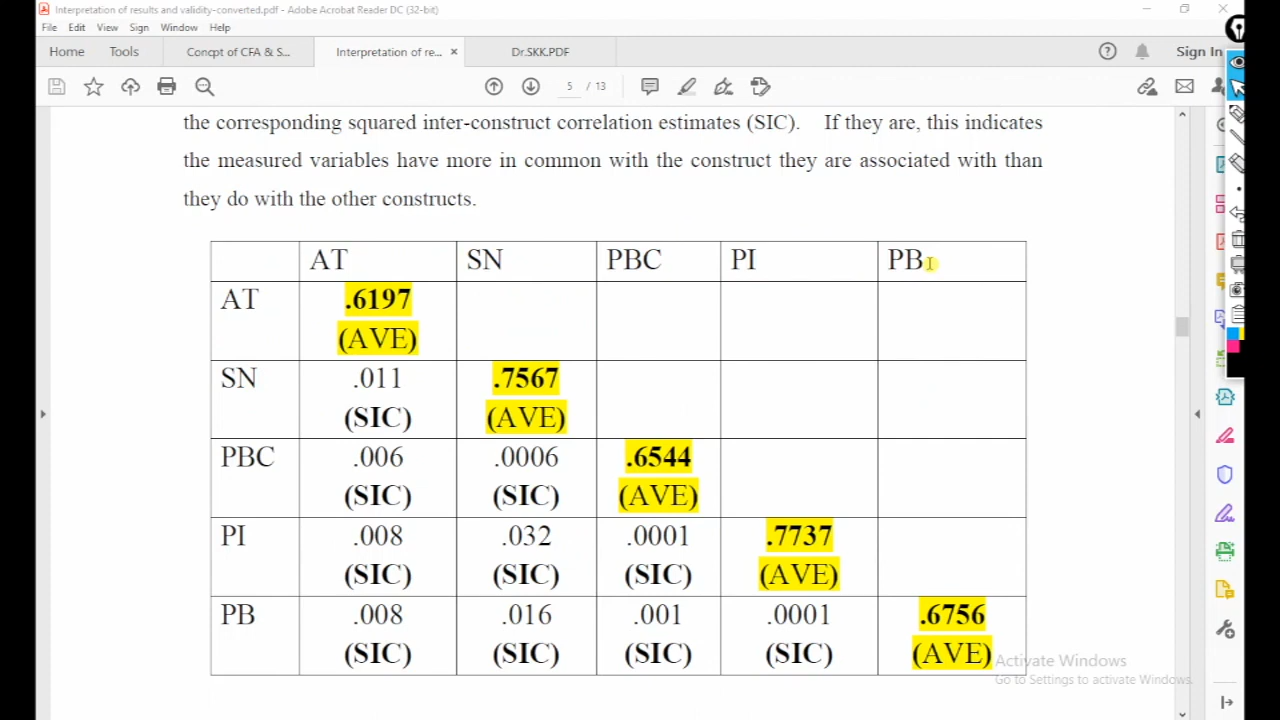 Interpretation of results and validity-converted.pdf - Adobe Acrobat Reader DC (32-bit)
File Edit View Sign Window Help
Home Tools Concpt of CFA & S... Interpretation of re... × Dr.SKK.PDF Sign In
5 / 13
the corresponding squared inter-construct correlation estimates (SIC). If they are, this indicates
the measured variables have more in common with the construct they are associated with than
they do with the other constructs.
AT SN PBC PI PB
AT .6197
(AVE)
SN .011 .7567
(SIC) (AVE)
PBC .006 .0006 .6544
(SIC) (SIC) (AVE)
PI .008 .032 .0001 .7737
(SIC) (SIC) (SIC) (AVE)
PB .008 .016 .001 .0001 .6756
(SIC) (SIC) (SIC) (SIC) (AVE)
Activate Windows
Go to Settings to activate Windows.